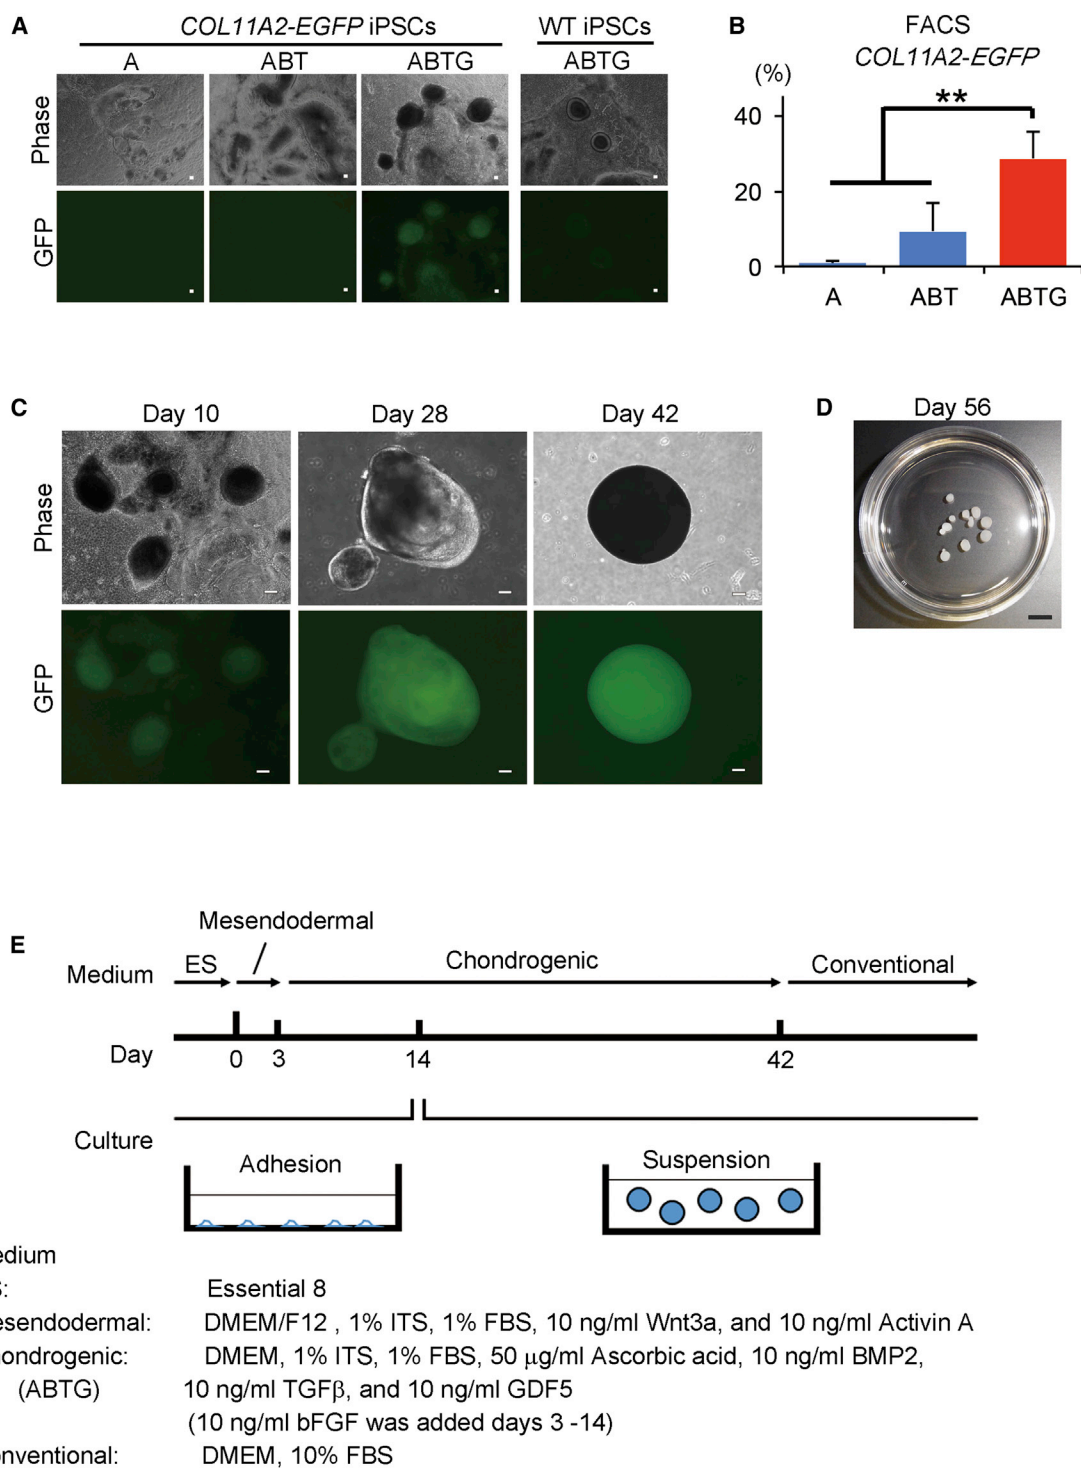 A
COL11A2-EGFP iPSCs
WT iPSCs
A ABT ABTG ABTG
Phase
GFP
B
FACS
COL11A2-EGFP
(%)
**
40
20
0
A ABT ABTG
C
Day 10 Day 28 Day 42
Phase
GFP
D
Day 56
E
Mesendodermal
Medium ES Chondrogenic Conventional
Day 0 3 14 42
Culture
Adhesion Suspension
edium
S: Essential 8
esendodermal: DMEM/F12 , 1% ITS, 1% FBS, 10 ng/ml Wnt3a, and 10 ng/ml Activin A
hondrogenic: DMEM, 1% ITS, 1% FBS, 50 μg/ml Ascorbic acid, 10 ng/ml BMP2,
(ABTG) 10 ng/ml TGFβ, and 10 ng/ml GDF5
(10 ng/ml bFGF was added days 3 -14)
onventional: DMEM, 10% FBS